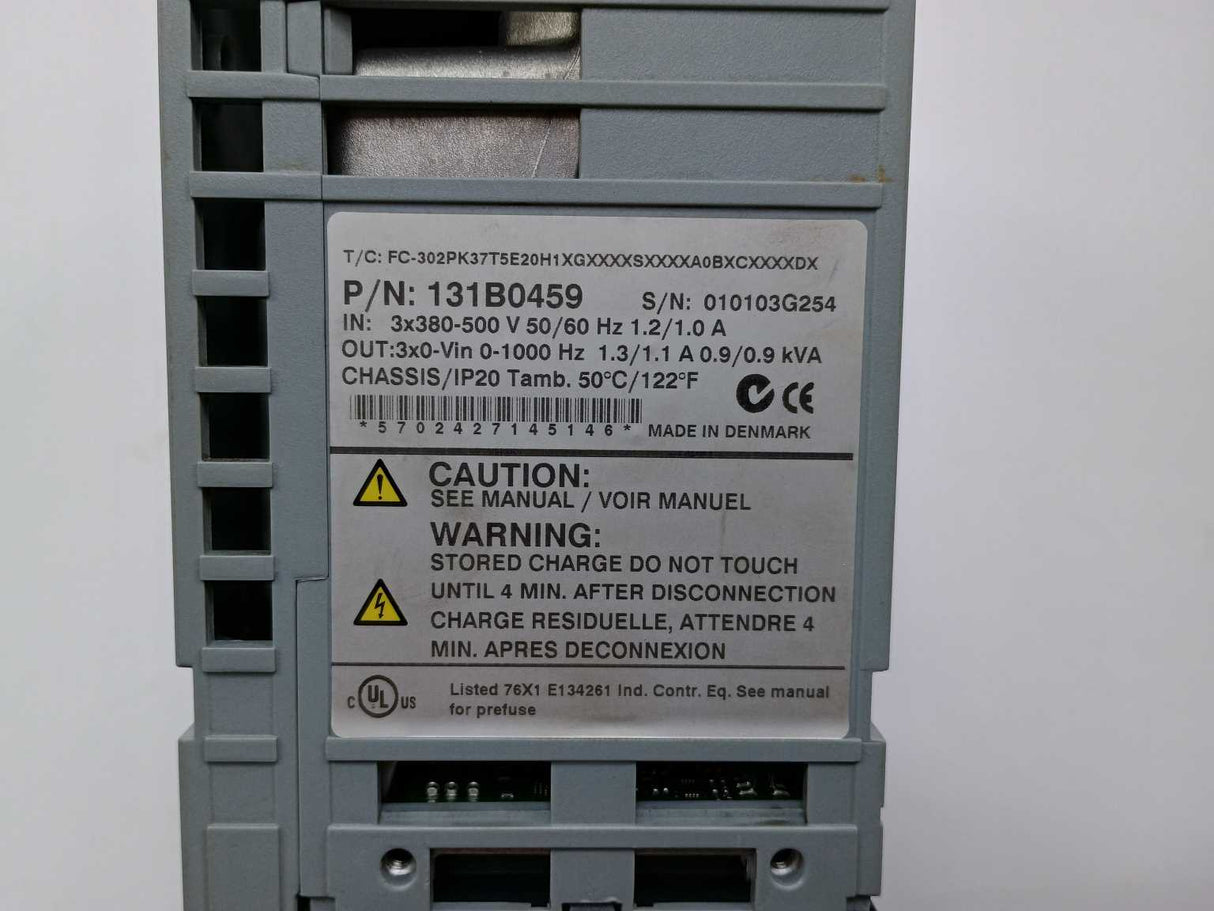 T/C: FC-302PK37T5E20H1XGXXXXSXXXXA0BXCXXXXDX
P/N: 131B0459 S/N: 010103G254
IN: 3x380-500 V 50/60 Hz 1.2/1.0 A
OUT:3x0-Vin 0-1000 Hz 1.3/1.1 A 0.9/0.9 kVA
CHASSIS/IP20 Tamb. 50°C/122°F
CE
*5702427145146* MADE IN DENMARK
CAUTION:
SEE MANUAL / VOIR MANUEL
WARNING:
STORED CHARGE DO NOT TOUCH
UNTIL 4 MIN. AFTER DISCONNECTION
CHARGE RESIDUELLE, ATTENDRE 4
MIN. APRES DECONNEXION
C UL US Listed 76X1 E134261 Ind. Contr. Eq. See manual
for prefuse